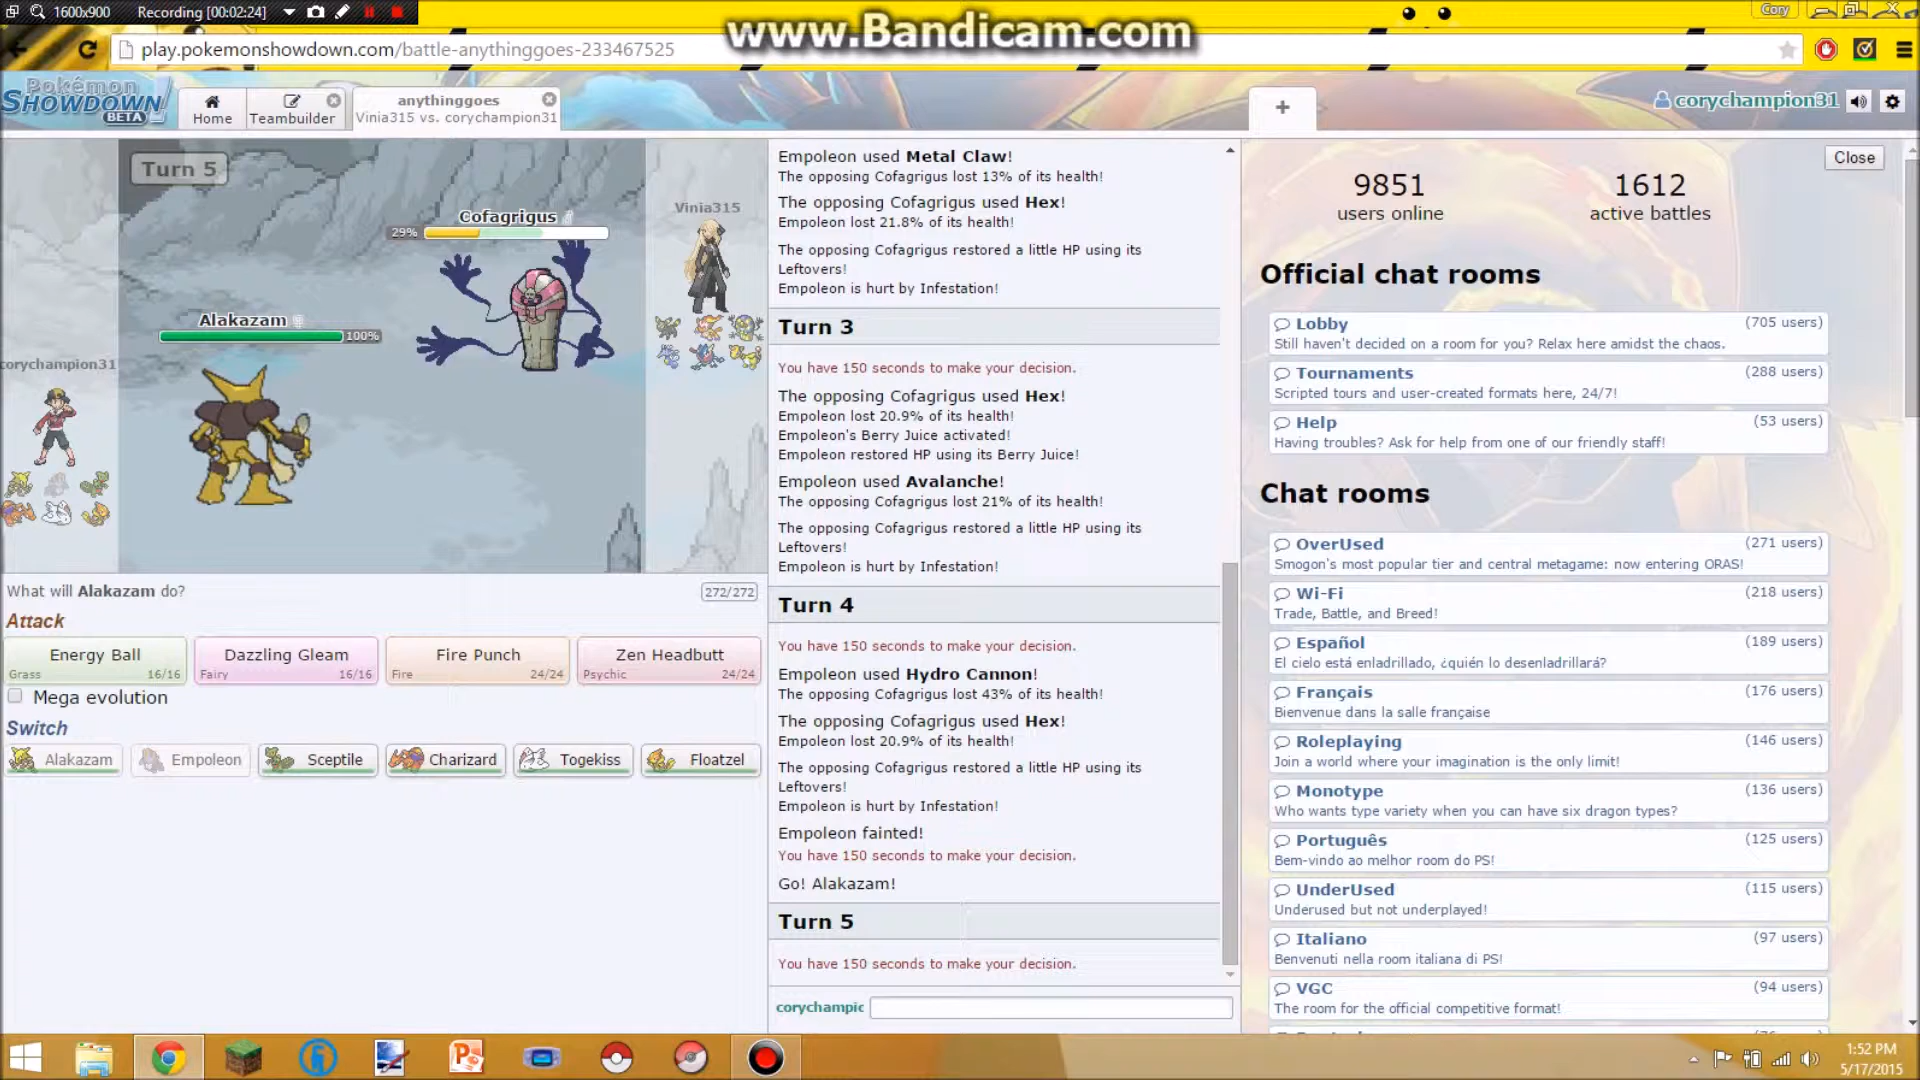 1600x900
Recording [00:02:24]
www.Bandicam.com
Cory
play.pokemonshowdown.com/battle-anythinggoes-233467525
Pokémon
SHOWDOWN
BETA
Home
Teambuilder
anythinggoes
Vinia315 vs. corychampion31
+
corychampion31
Turn 5
Cofagrigus
29%
Vinia315
Alakazam
100%
corychampion31
What will Alakazam do?
272/272
Attack
Energy Ball
Grass 16/16
Dazzling Gleam
Fairy 16/16
Fire Punch
Fire 24/24
Zen Headbutt
Psychic 24/24
Mega evolution
Switch
Alakazam
Empoleon
Sceptile
Charizard
Togekiss
Floatzel
Empoleon used Metal Claw!
The opposing Cofagrigus lost 13% of its health!
The opposing Cofagrigus used Hex!
Empoleon lost 21.8% of its health!
The opposing Cofagrigus restored a little HP using its
Leftovers!
Empoleon is hurt by Infestation!
Turn 3
You have 150 seconds to make your decision.
The opposing Cofagrigus used Hex!
Empoleon lost 20.9% of its health!
Empoleon's Berry Juice activated!
Empoleon restored HP using its Berry Juice!
Empoleon used Avalanche!
The opposing Cofagrigus lost 21% of its health!
The opposing Cofagrigus restored a little HP using its
Leftovers!
Empoleon is hurt by Infestation!
Turn 4
You have 150 seconds to make your decision.
Empoleon used Hydro Cannon!
The opposing Cofagrigus lost 43% of its health!
The opposing Cofagrigus used Hex!
Empoleon lost 20.9% of its health!
The opposing Cofagrigus restored a little HP using its
Leftovers!
Empoleon is hurt by Infestation!
Empoleon fainted!
You have 150 seconds to make your decision.
Go! Alakazam!
Turn 5
You have 150 seconds to make your decision.
corychampic
Close
9851
users online
1612
active battles
Official chat rooms
Lobby (705 users)
Still haven't decided on a room for you? Relax here amidst the chaos.
Tournaments (288 users)
Scripted tours and user-created formats here, 24/7!
Help (53 users)
Having troubles? Ask for help from one of our friendly staff!
Chat rooms
OverUsed (271 users)
Smogon's most popular tier and central metagame: now entering ORAS!
Wi-Fi (218 users)
Trade, Battle, and Breed!
Español (189 users)
El cielo está enladrillado, ¿quién lo desenladrillará?
Français (176 users)
Bienvenue dans la salle française
Roleplaying (146 users)
Join a world where your imagination is the only limit!
Monotype (136 users)
Who wants type variety when you can have six dragon types?
Português (125 users)
Bem-vindo ao melhor room do PS!
UnderUsed (115 users)
Underused but not underplayed!
Italiano (97 users)
Benvenuti nella room italiana di PS!
VGC (94 users)
The room for the official competitive format!
1:52 PM
5/17/2015